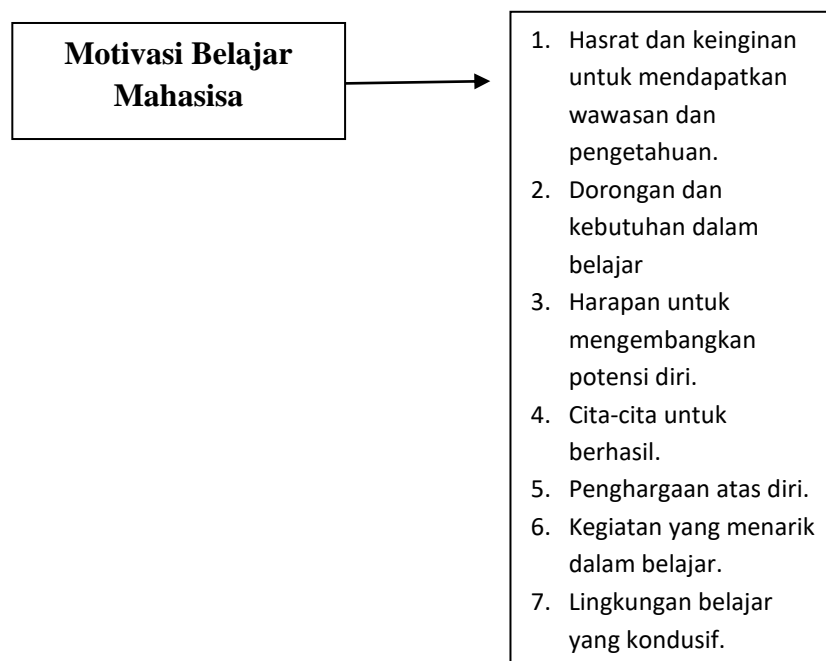 Motivasi Belajar
Mahasisa
1. Hasrat dan keinginan
untuk mendapatkan
wawasan dan
pengetahuan.
2. Dorongan dan
kebutuhan dalam
belajar
3. Harapan untuk
mengembangkan
potensi diri.
4. Cita-cita untuk
berhasil.
5. Penghargaan atas diri.
6. Kegiatan yang menarik
dalam belajar.
7. Lingkungan belajar
yang kondusif.